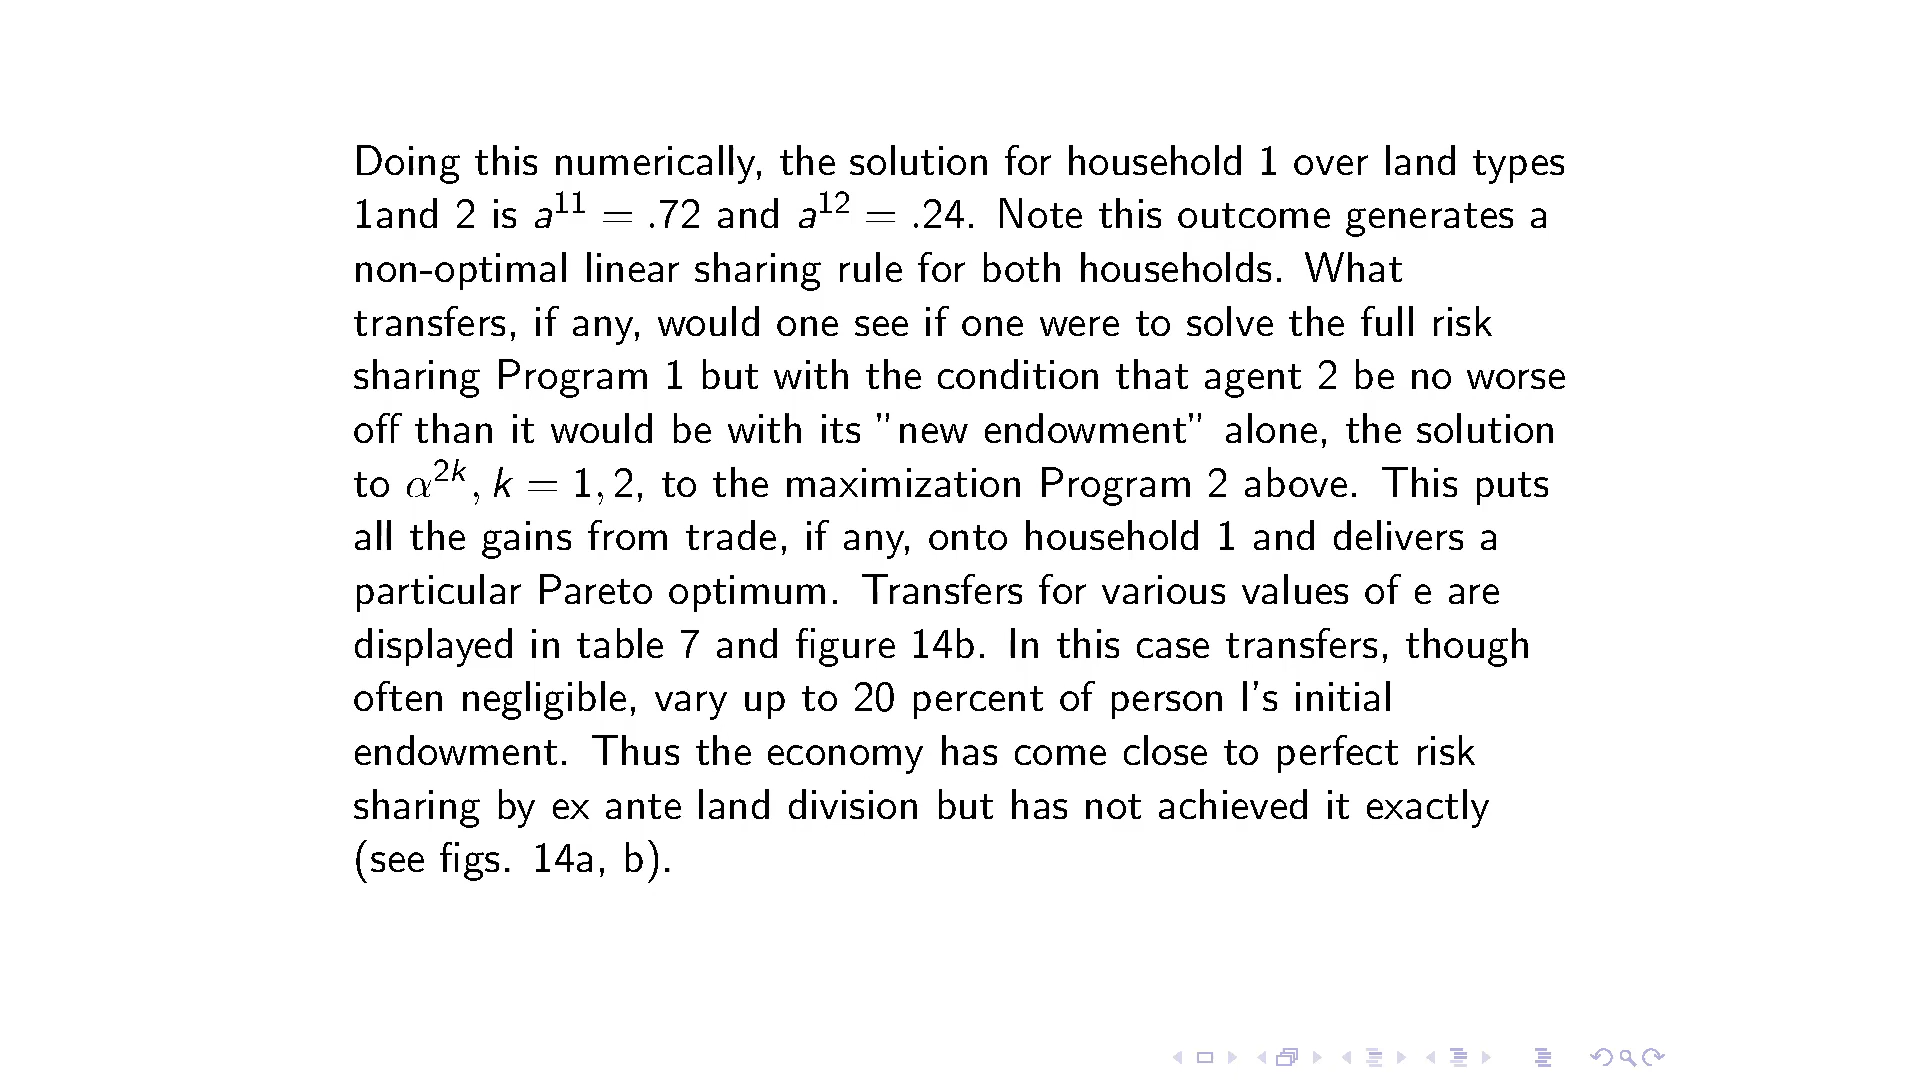 Doing this numerically, the solution for household 1 over land types
1and 2 is a¹¹ = .72 and a¹² = .24. Note this outcome generates a
non-optimal linear sharing rule for both households. What
transfers, if any, would one see if one were to solve the full risk
sharing Program 1 but with the condition that agent 2 be no worse
off than it would be with its ”new endowment” alone, the solution
to α²ᵏ, k = 1, 2, to the maximization Program 2 above. This puts
all the gains from trade, if any, onto household 1 and delivers a
particular Pareto optimum. Transfers for various values of e are
displayed in table 7 and figure 14b. In this case transfers, though
often negligible, vary up to 20 percent of person I's initial
endowment. Thus the economy has come close to perfect risk
sharing by ex ante land division but has not achieved it exactly
(see figs. 14a, b).